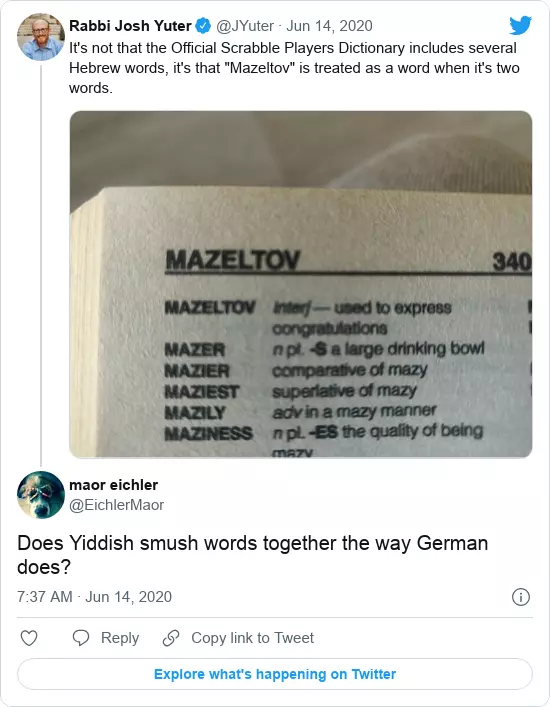 Rabbi Josh Yuter @JYuter · Jun 14, 2020
It's not that the Official Scrabble Players Dictionary includes several
Hebrew words, it's that "Mazeltov" is treated as a word when it's two
words.
MAZELTOV 340
MAZELTOV interj — used to express
congratulations
MAZER n pl. -S a large drinking bowl
MAZIER comparative of mazy
MAZIEST superlative of mazy
MAZILY adv in a mazy manner
MAZINESS n pl. -ES the quality of being
mazy
maor eichler
@EichlerMaor
Does Yiddish smush words together the way German
does?
7:37 AM · Jun 14, 2020
Reply Copy link to Tweet
Explore what's happening on Twitter